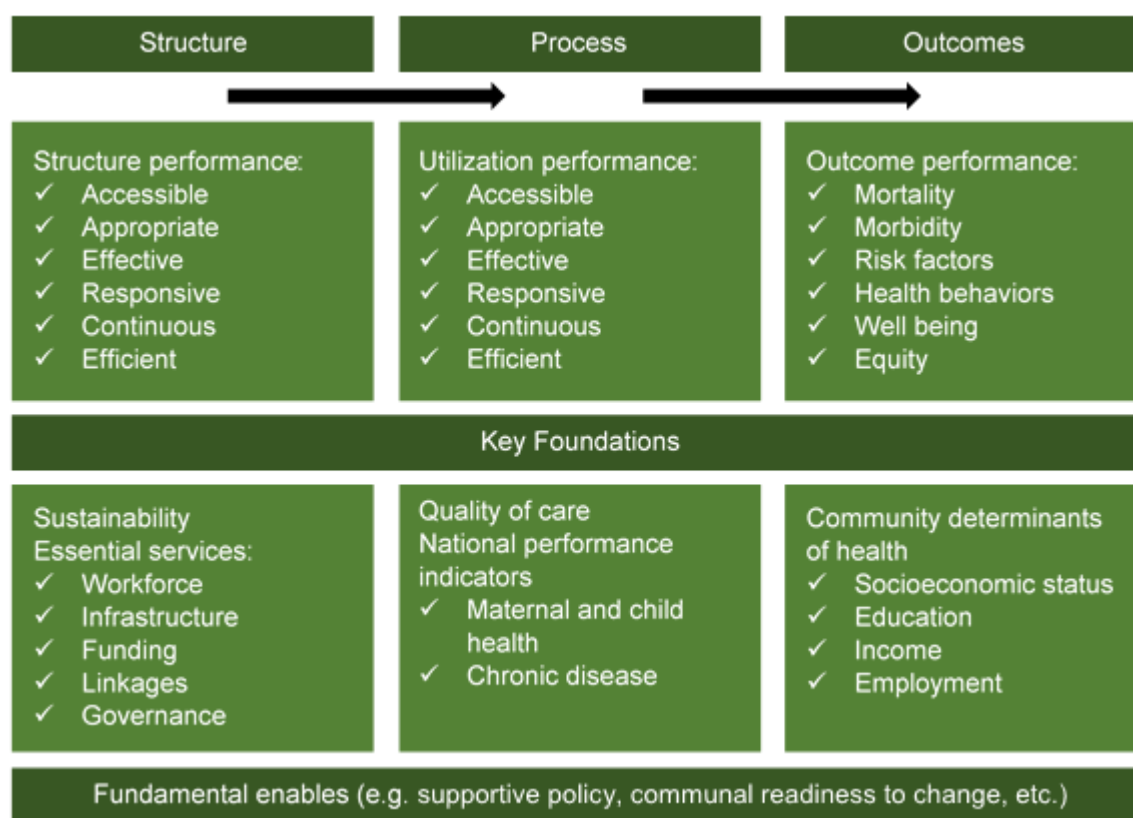 Structure
Process
Outcomes
Structure performance:
✓ Accessible
✓ Appropriate
✓ Effective
✓ Responsive
✓ Continuous
✓ Efficient
Utilization performance:
✓ Accessible
✓ Appropriate
✓ Effective
✓ Responsive
✓ Continuous
✓ Efficient
Outcome performance:
✓ Mortality
✓ Morbidity
✓ Risk factors
✓ Health behaviors
✓ Well being
✓ Equity
Key Foundations
Sustainability
Essential services:
✓ Workforce
✓ Infrastructure
✓ Funding
✓ Linkages
✓ Governance
Quality of care
National performance
indicators
✓ Maternal and child
health
✓ Chronic disease
Community determinants
of health
✓ Socioeconomic status
✓ Education
✓ Income
✓ Employment
Fundamental enables (e.g. supportive policy, communal readiness to change, etc.)